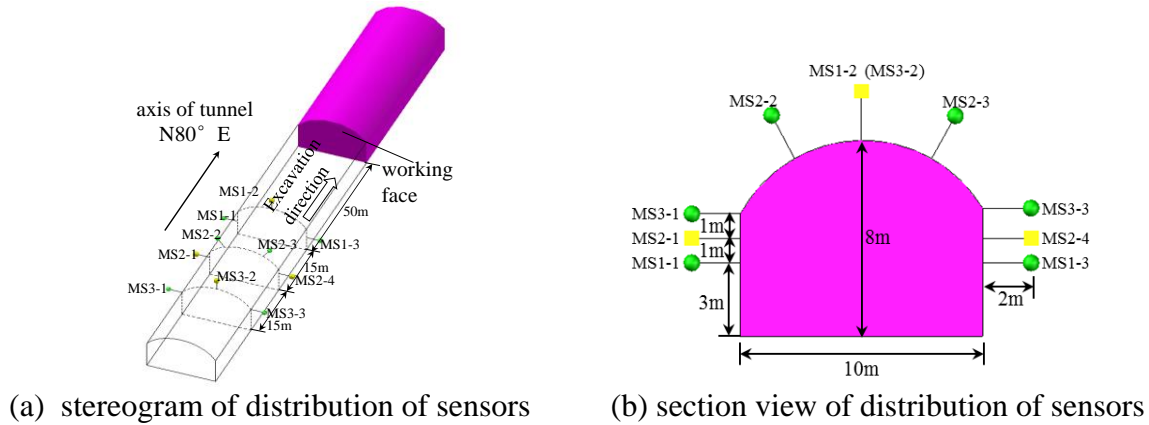 axis of tunnel
N80° E
Excavation
direction
working
face
50m
MS1-2
MS1-1
MS2-2
MS2-1
MS2-3
MS1-3
15m
MS3-2
MS2-4
MS3-1
MS3-3
15m
(a) stereogram of distribution of sensors
MS1-2 (MS3-2)
MS2-2
MS2-3
MS3-1
MS3-3
1m
MS2-1
8m
MS2-4
1m
MS1-1
MS1-3
3m
2m
10m
(b) section view of distribution of sensors